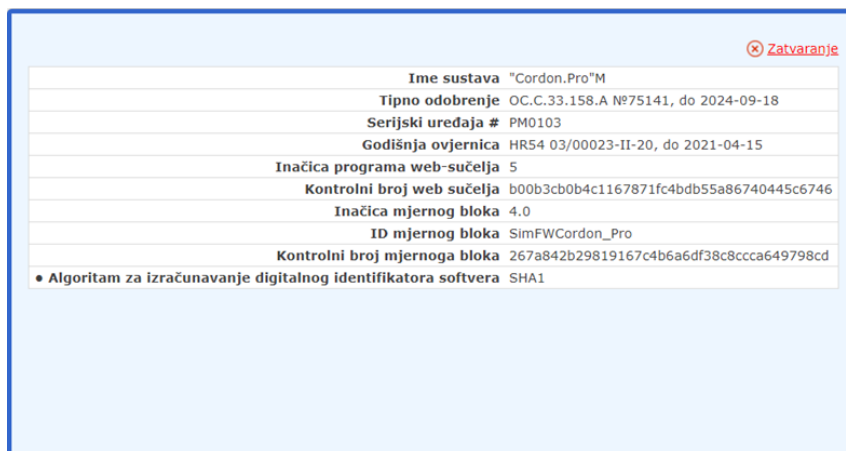 Zatvaranje
Ime sustava "Cordon.Pro"M
Tipno odobrenje OC.C.33.158.A №75141, do 2024-09-18
Serijski uređaja # PM0103
Godišnja ovjernica HR54 03/00023-II-20, do 2021-04-15
Inačica programa web-sučelja 5
Kontrolni broj web sučelja b00b3cb0b4c1167871fc4bdb55a86740445c6746
Inačica mjernog bloka 4.0
ID mjernog bloka SimFWCordon_Pro
Kontrolni broj mjernoga bloka 267a842b29819167c4b6a6df38c8ccca649798cd
● Algoritam za izračunavanje digitalnog identifikatora softvera SHA1